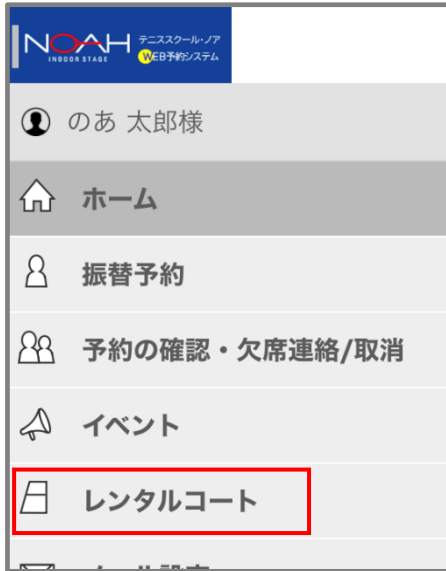 NOAH
INDOOR STAGE
テニススクール・ノア
WEB予約システム
のあ 太郎様
ホーム
振替予約
予約の確認・欠席連絡/取消
イベント
レンタルコート